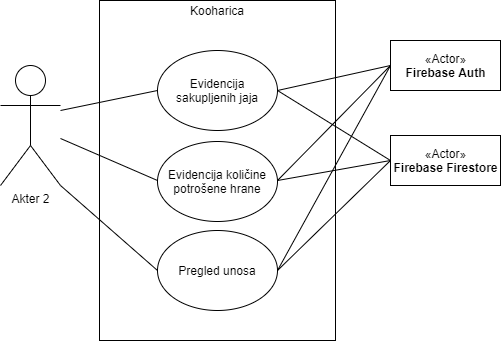 Kooharica
Evidencija
sakupljenih jaja
«Actor»
Firebase Auth
Evidencija količine
potrošene hrane
«Actor»
Firebase Firestore
Akter 2
Pregled unosa